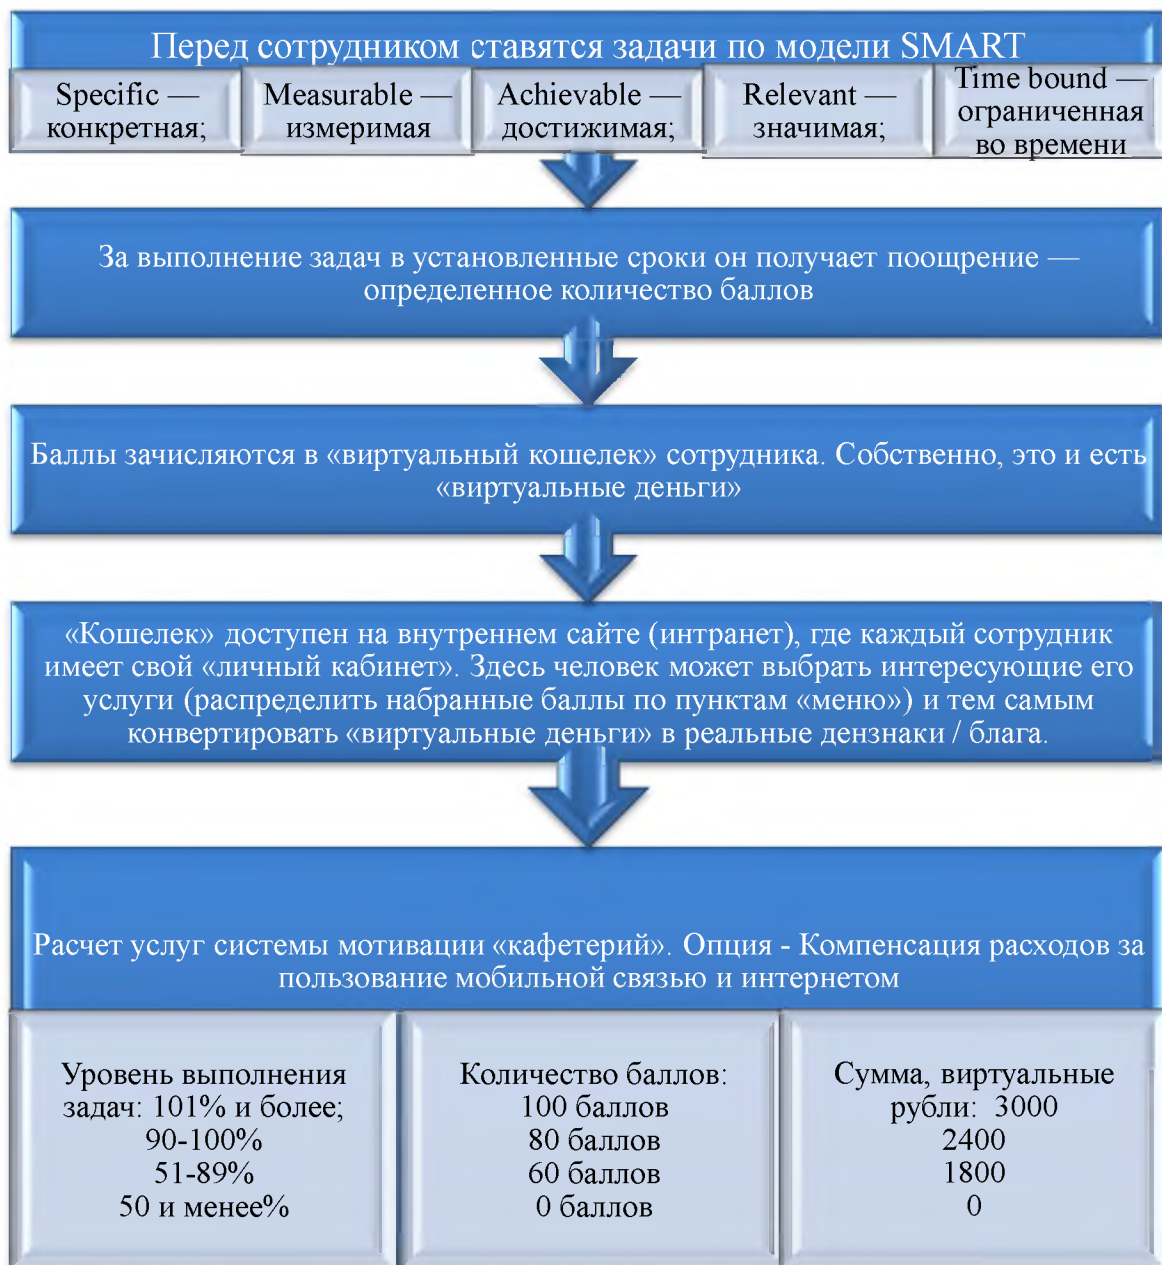 Перед сотрудником ставятся задачи по модели SMART
Specific —
конкретная;
Measurable —
измеримая
Achievable —
достижимая;
Relevant —
значимая;
Time bound —
ограниченная
во времени
За выполнение задач в установленные сроки он получает поощрение —
определенное количество баллов
Баллы зачисляются в «виртуальный кошелек» сотрудника. Собственно, это и есть
«виртуальные деньги»
«Кошелек» доступен на внутреннем сайте (интранет), где каждый сотрудник
имеет свой «личный кабинет». Здесь человек может выбрать интересующие его
услуги (распределить набранные баллы по пунктам «меню») и тем самым
конвертировать «виртуальные деньги» в реальные дензнаки / блага.
Расчет услуг системы мотивации «кафетерий». Опция - Компенсация расходов за
пользование мобильной связью и интернетом
Уровень выполнения
задач: 101% и более;
90-100%
51-89%
50 и менее%
Количество баллов:
100 баллов
80 баллов
60 баллов
0 баллов
Сумма, виртуальные
рубли: 3000
2400
1800
0